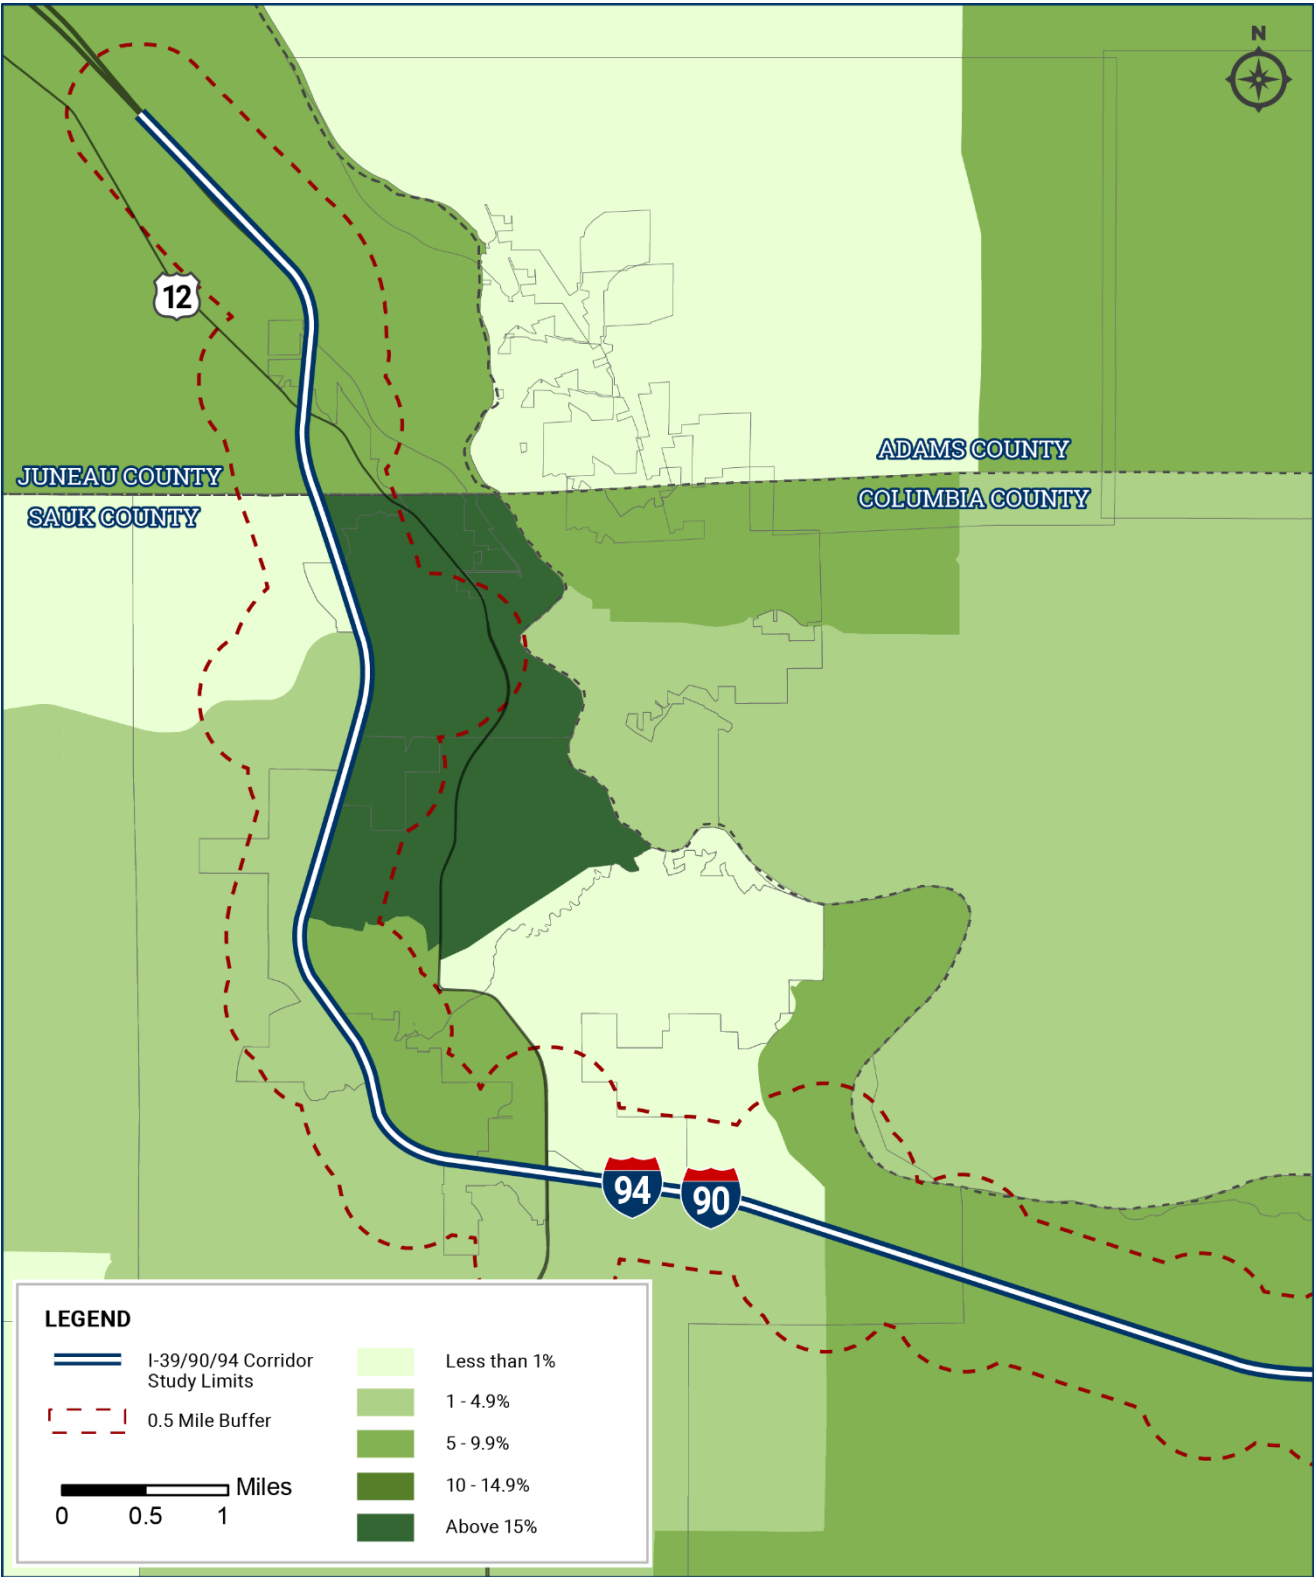 N
12
JUNEAU COUNTY
SAUK COUNTY
ADAMS COUNTY
COLUMBIA COUNTY
94
90
LEGEND
I-39/90/94 Corridor
Study Limits
0.5 Mile Buffer
Miles
0 0.5 1
Less than 1%
1 - 4.9%
5 - 9.9%
10 - 14.9%
Above 15%